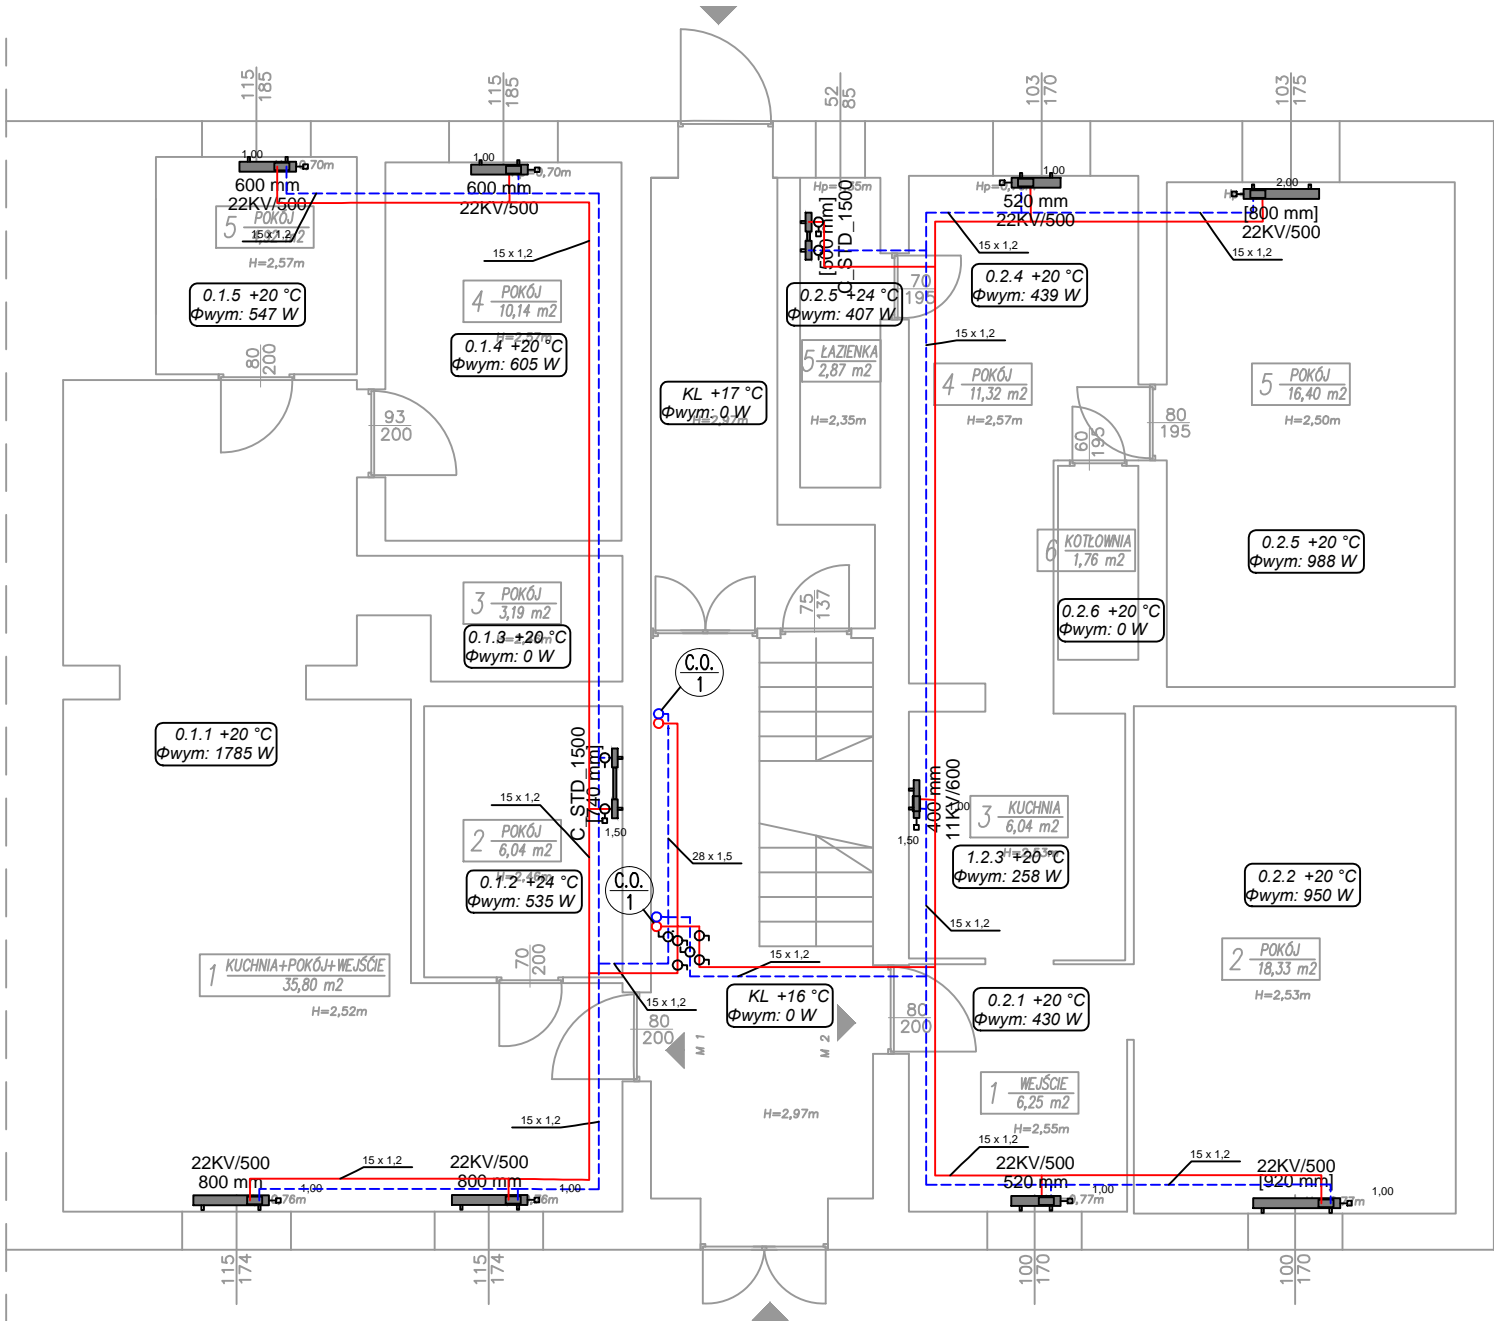 115
185
115
185
52
85
103
170
103
175
1,00
0,70m
600 mm
22KV/500
1,00
0,70m
600 mm
22KV/500
[500 mm]
C_STD_1500
1,00
520 mm
22KV/500
2,00
[800 mm]
22KV/500
5 POKÓJ
15 x 1,2
H=2,57m
15 x 1,2
15 x 1,2
15 x 1,2
0.1.5 +20 °C
Φwym: 547 W
4 POKÓJ
10,14 m2
0.1.4 +20 °C
Φwym: 605 W
0.2.5 +24 °C
Φwym: 407 W
70
195
0.2.4 +20 °C
Φwym: 439 W
15 x 1,2
80
200
5 ŁAZIENKA
2,87 m2
H=2,35m
4 POKÓJ
11,32 m2
H=2,57m
5 POKÓJ
16,40 m2
H=2,50m
KL +17 °C
Φwym: 0 W
H=2,97m
93
200
60
195
80
195
6 KOTŁOWNIA
1,76 m2
0.2.5 +20 °C
Φwym: 988 W
3 POKÓJ
3,19 m2
0.1.3 +20 °C
Φwym: 0 W
75
137
0.2.6 +20 °C
Φwym: 0 W
C.O.
1
0.1.1 +20 °C
Φwym: 1785 W
C_STD_1500
[740 mm]
15 x 1,2
1,50
2 POKÓJ
6,04 m2
0.1.2 +24 °C
Φwym: 535 W
28 x 1,5
C.O.
1
400 mm
11KV/600
1,50
3 KUCHNIA
6,04 m2
H=2,53m
1.2.3 +20 °C
Φwym: 258 W
0.2.2 +20 °C
Φwym: 950 W
15 x 1,2
1 KUCHNIA+POKÓJ+WEJŚCIE
35,80 m2
H=2,52m
70
200
15 x 1,2
15 x 1,2
2 POKÓJ
18,33 m2
H=2,53m
KL +16 °C
Φwym: 0 W
0.2.1 +20 °C
Φwym: 430 W
80
200
M 1
M 2
80
200
1 WEJŚCIE
6,25 m2
H=2,55m
H=2,97m
15 x 1,2
15 x 1,2
15 x 1,2
15 x 1,2
22KV/500
800 mm
1,00
0,76m
22KV/500
800 mm
1,00
22KV/500
520 mm
1,00
0,77m
22KV/500
[920 mm]
1,00
115
174
115
174
100
170
100
170